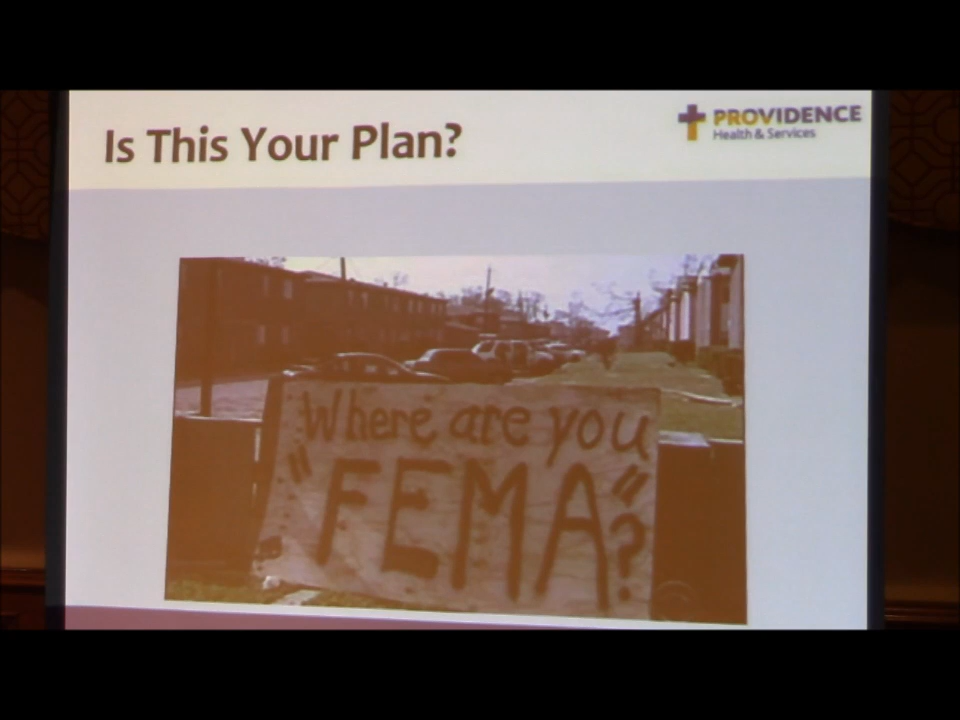 Is This Your Plan?
PROVIDENCE
Health & Services
Where are you
"FEMA"?